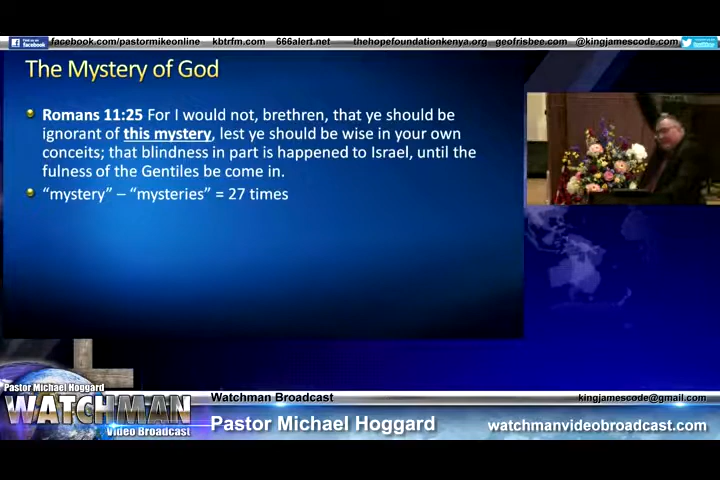 Find us on facebook
facebook.com/pastormikeonline kbtrfm.com 666alert.net thehopefoundationkenya.org geofrisbee.com @kingjamescode.com
The Mystery of God
Romans 11:25 For I would not, brethren, that ye should be
ignorant of this mystery, lest ye should be wise in your own
conceits; that blindness in part is happened to Israel, until the
fulness of the Gentiles be come in.
“mystery” – “mysteries” = 27 times
Pastor Michael Hoggard
WATCHMAN
Video Broadcast
Watchman Broadcast
kingjamescode@gmail.com
Pastor Michael Hoggard
watchmanvideobroadcast.com